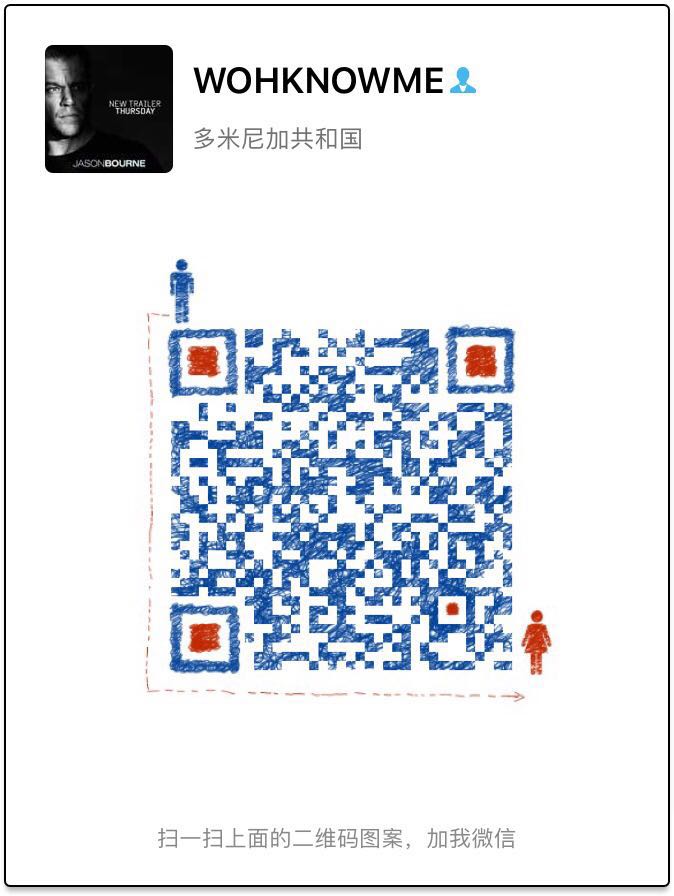 WOHKNOWME
多米尼加共和国
NEW TRAILER
THURSDAY
JASONBOURNE
扫一扫上面的二维码图案，加我微信